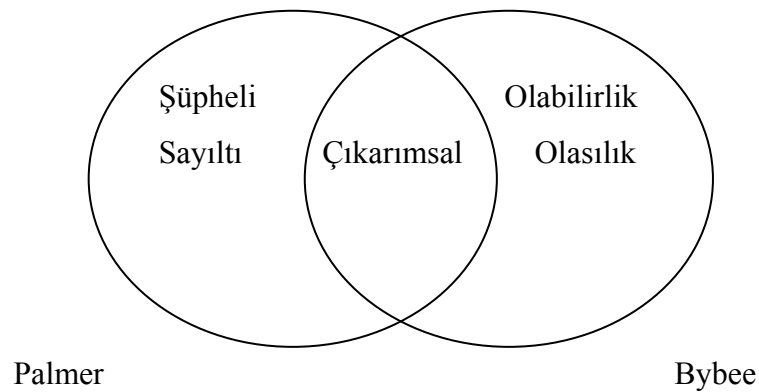 Şüpheli Olabilirlik
Sayıltı Çıkarımsal Olasılık
Palmer Bybee